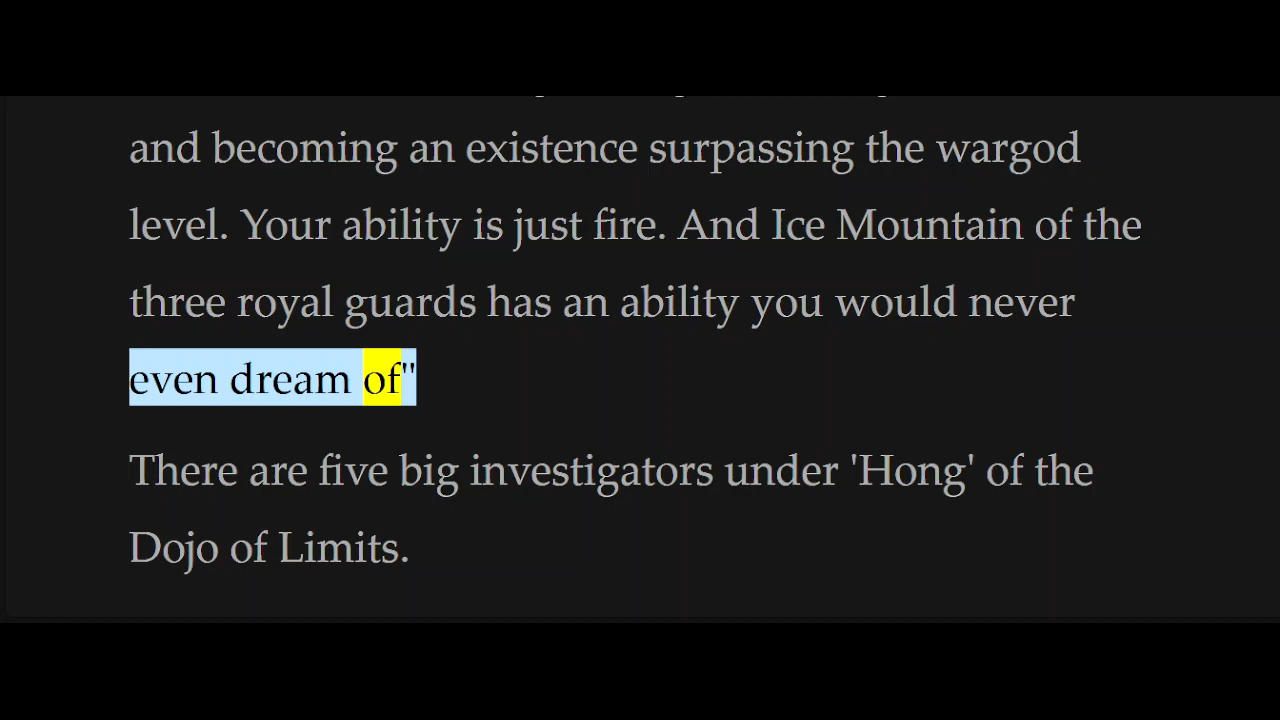 and becoming an existence surpassing the wargod
level. Your ability is just fire. And Ice Mountain of the
three royal guards has an ability you would never
even dream of"
There are five big investigators under 'Hong' of the
Dojo of Limits.